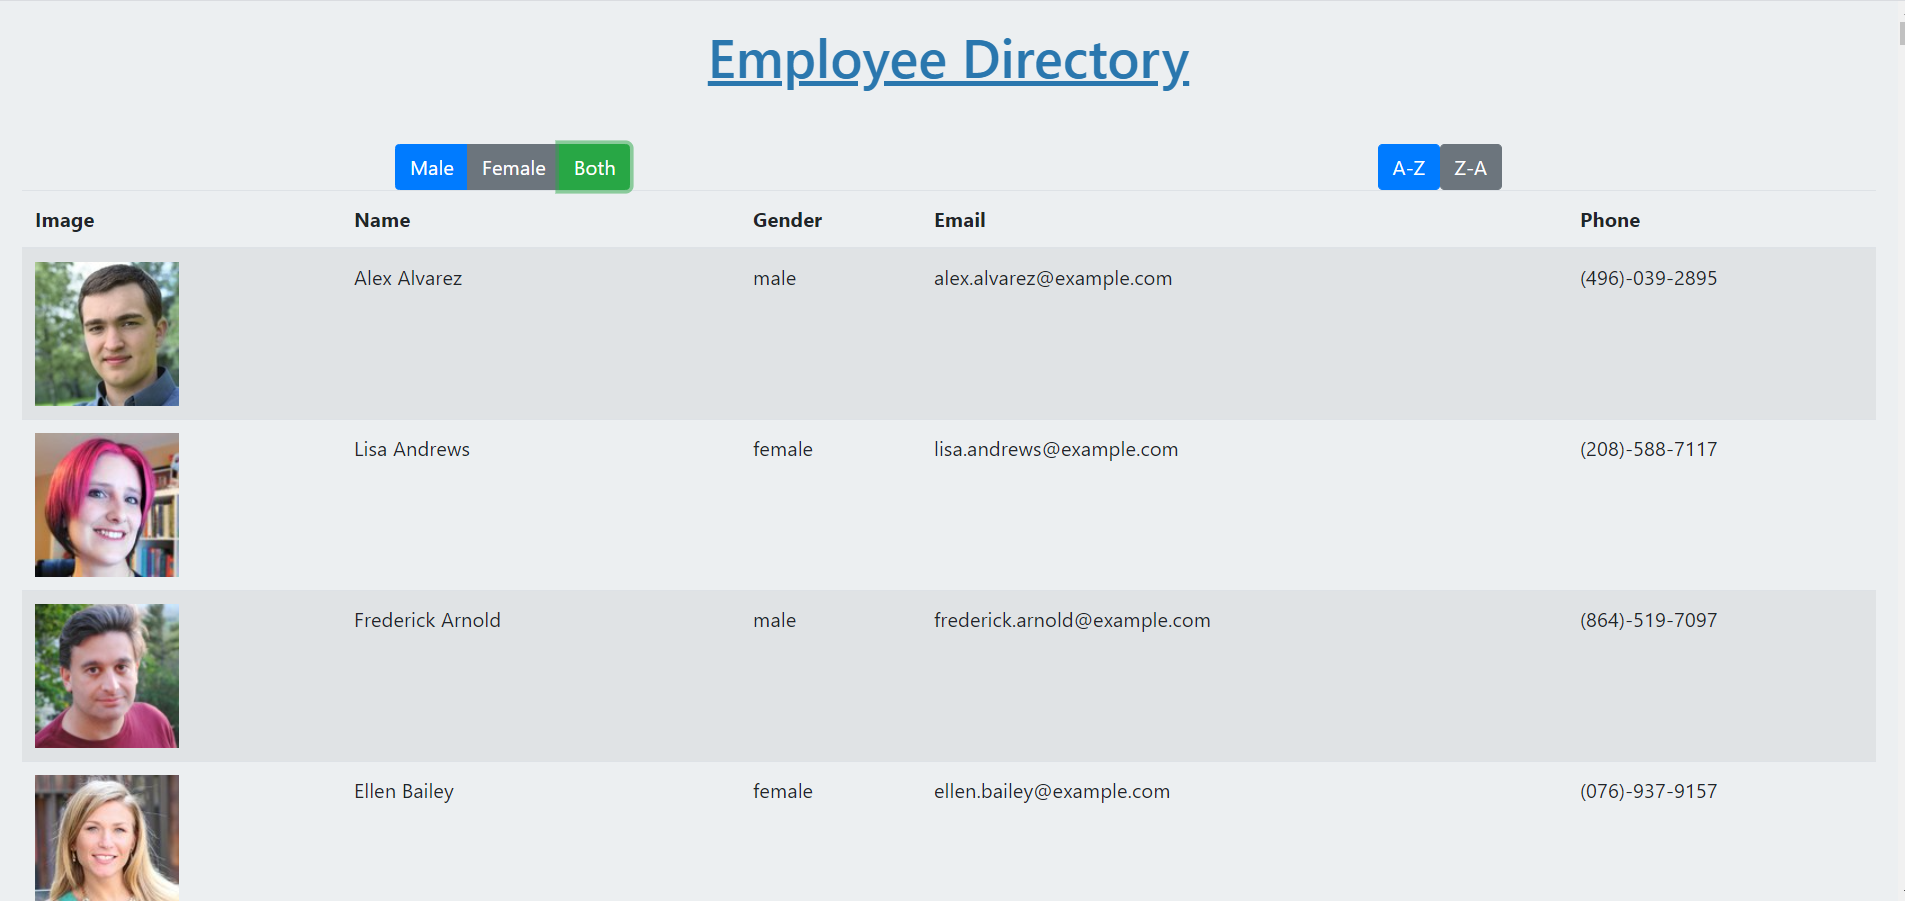 Employee Directory
Male Female Both A-Z Z-A
Image Name Gender Email Phone
Alex Alvarez male alex.alvarez@example.com (496)-039-2895
Lisa Andrews female lisa.andrews@example.com (208)-588-7117
Frederick Arnold male frederick.arnold@example.com (864)-519-7097
Ellen Bailey female ellen.bailey@example.com (076)-937-9157